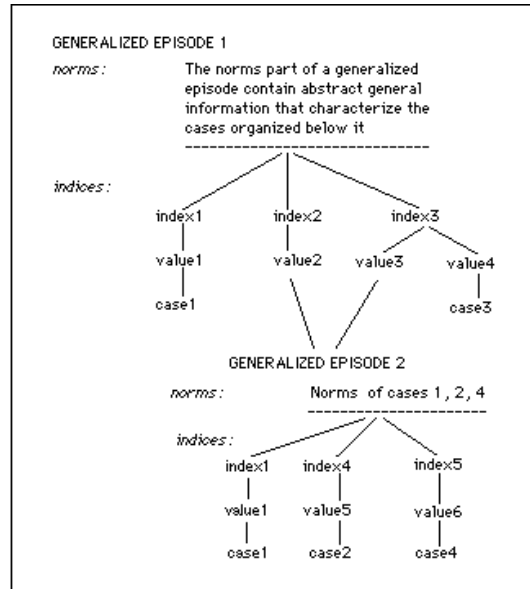 GENERALIZED EPISODE 1
norms: The norms part of a generalized
episode contain abstract general
information that characterize the
cases organized below it
indices:
index1 index2 index3
value1 value2 value3 value4
case1 case3
GENERALIZED EPISODE 2
norms: Norms of cases 1, 2, 4
indices:
index1 index4 index5
value1 value5 value6
case1 case2 case4